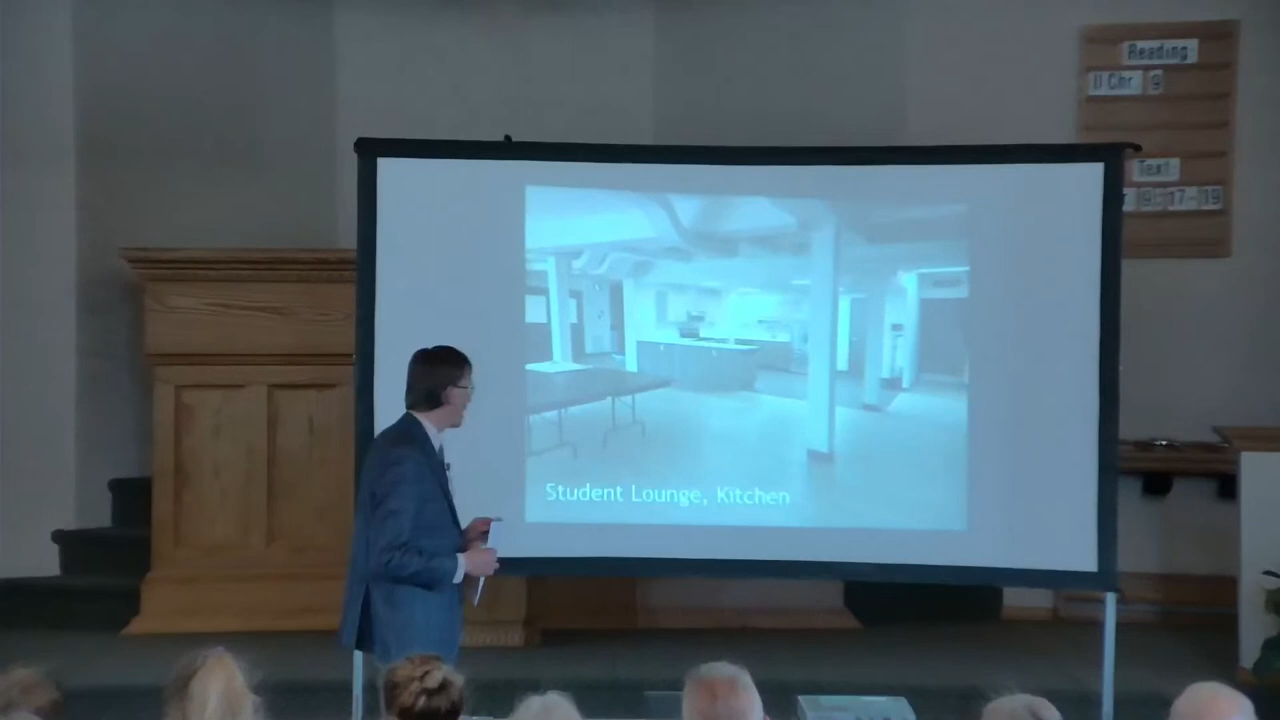 Reading
II Chr 9
Text
9:17-19
Student Lounge, Kitchen